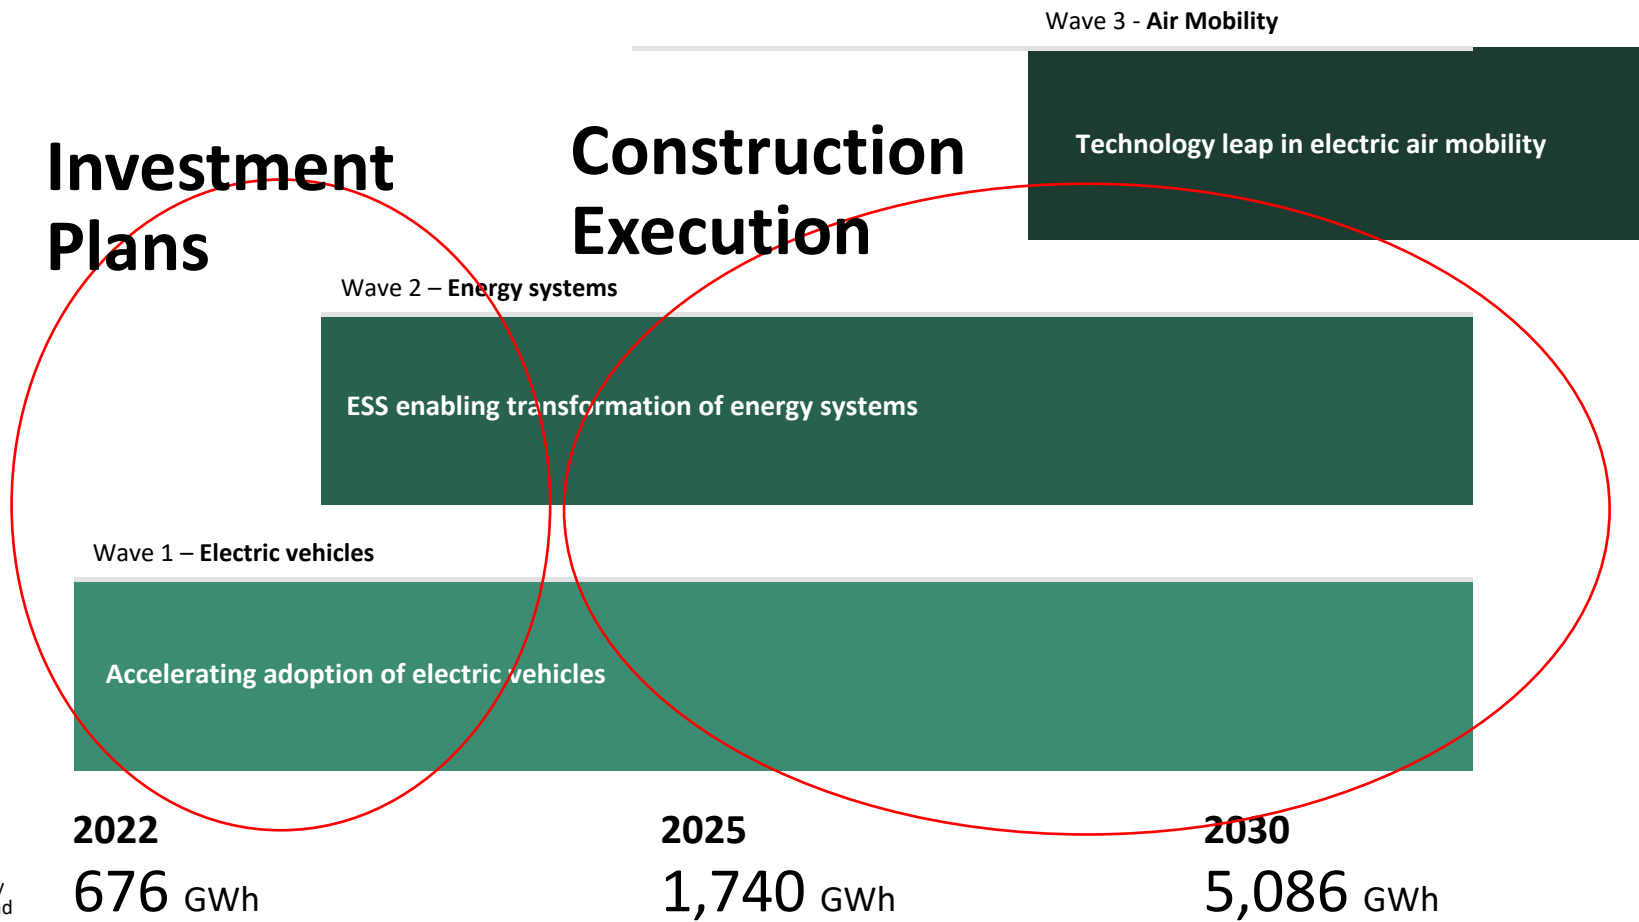 Wave 3 - Air Mobility
Technology leap in electric air mobility
Investment
Plans
Construction
Execution
Wave 2 – Energy systems
ESS enabling transformation of energy systems
Wave 1 – Electric vehicles
Accelerating adoption of electric vehicles
2022
676 GWh
2025
1,740 GWh
2030
5,086 GWh